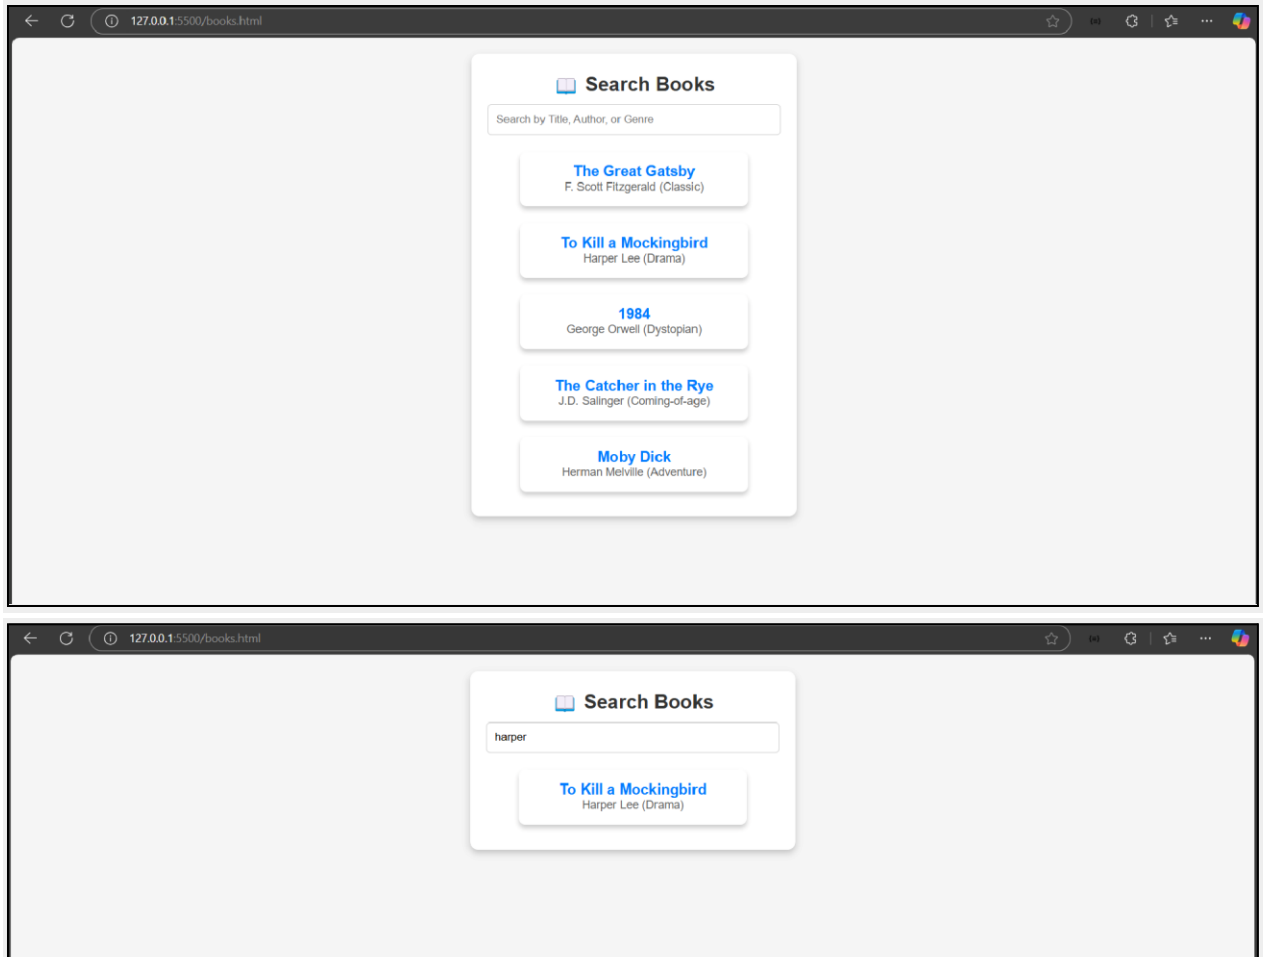 127.0.0.1:5500/books.html
Search Books
Search by Title, Author, or Genre
The Great Gatsby
F. Scott Fitzgerald (Classic)
To Kill a Mockingbird
Harper Lee (Drama)
1984
George Orwell (Dystopian)
The Catcher in the Rye
J.D. Salinger (Coming-of-age)
Moby Dick
Herman Melville (Adventure)
127.0.0.1:5500/books.html
Search Books
harper
To Kill a Mockingbird
Harper Lee (Drama)